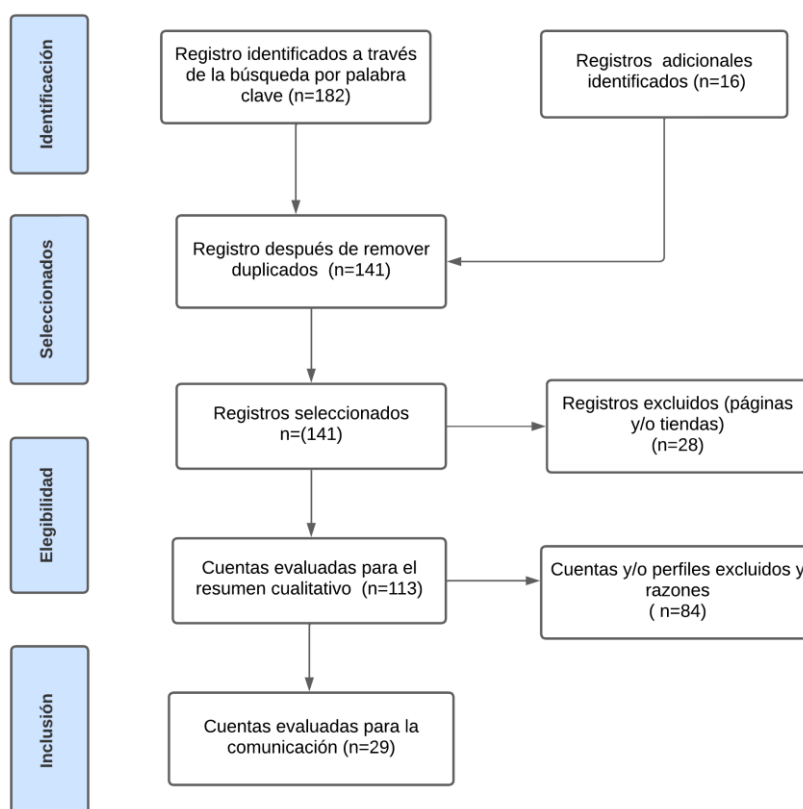 Identificación
Registro identificados a través
de la búsqueda por palabra
clave (n=182)
Registros  adicionales
identificados (n=16)
Seleccionados
Registro después de remover
duplicados  (n=141)
Registros seleccionados
n=(141)
Registros excluidos (páginas
y/o tiendas)
(n=28)
Elegibilidad
Cuentas evaluadas para el
resumen cualitativo  (n=113)
Cuentas y/o perfiles excluidos y
razones
( n=84)
Inclusión
Cuentas evaluadas para la
comunicación (n=29)